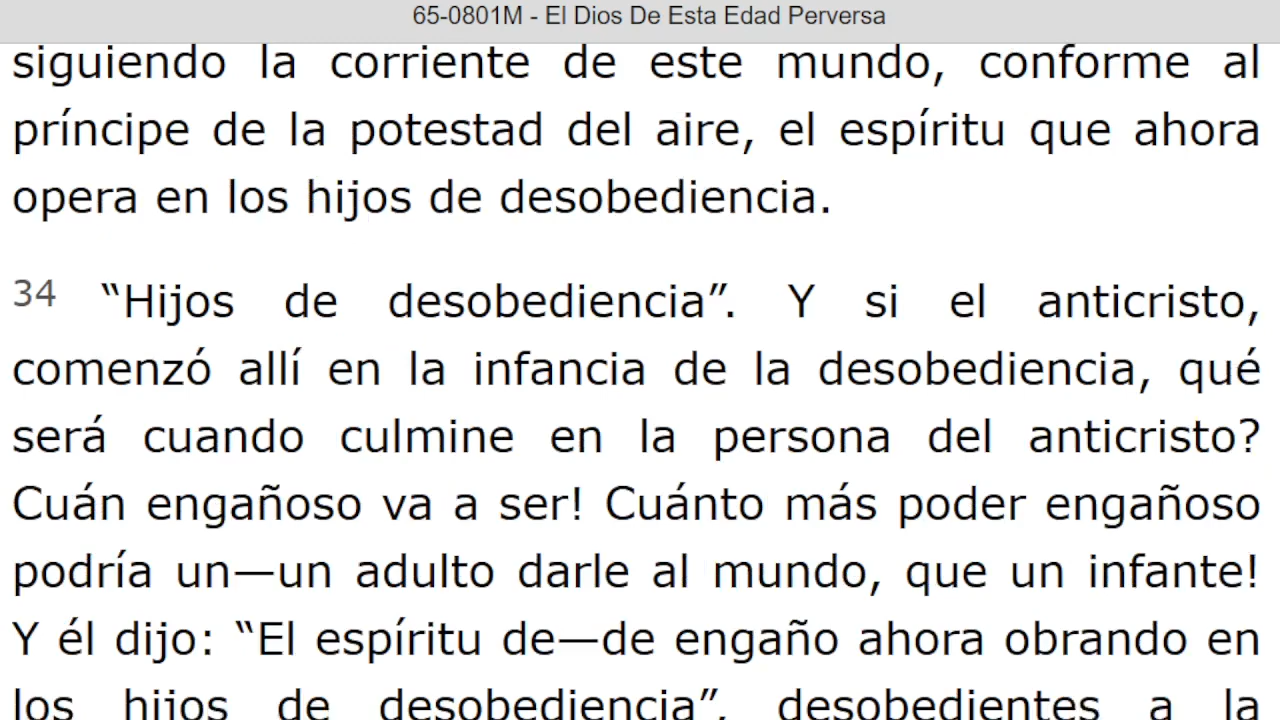 65-0801M - El Dios De Esta Edad Perversa
siguiendo la corriente de este mundo, conforme al
príncipe de la potestad del aire, el espíritu que ahora
opera en los hijos de desobediencia.
34 “Hijos de desobediencia”. Y si el anticristo,
comenzó allí en la infancia de la desobediencia, qué
será cuando culmine en la persona del anticristo?
Cuán engañoso va a ser! Cuánto más poder engañoso
podría un—un adulto darle al mundo, que un infante!
Y él dijo: “El espíritu de—de engaño ahora obrando en
los hijos de desobediencia”, desobedientes a la